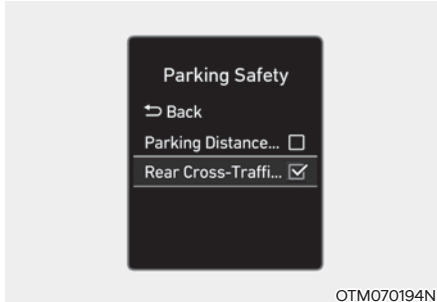 Parking Safety
Back
Parking Distance...
Rear Cross-Traffi...
OTM070194N